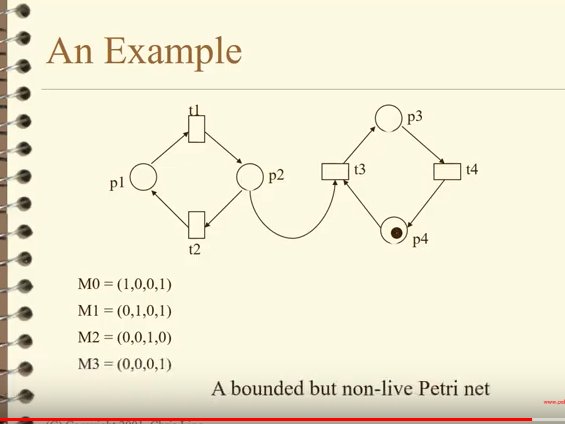 An Example
t1
p3
p1
p2
t3
t4
t2
p4
M0 = (1,0,0,1)
M1 = (0,1,0,1)
M2 = (0,0,1,0)
M3 = (0,0,0,1)
A bounded but non-live Petri net